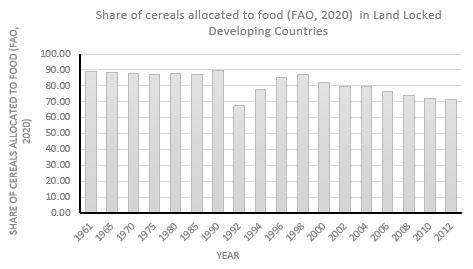 Share of cereals allocated to food (FAO, 2020)  in Land Locked
Developing Countries
SHARE OF CEREALS ALLOCATED TO FOOD (FAO,
2020)
100.00
90.00
80.00
70.00
60.00
50.00
40.00
30.00
20.00
10.00
0.00
1961 1965 1970 1975 1980 1985 1990 1992 1994 1996 1998 2000 2002 2004 2006 2008 2010 2012
YEAR